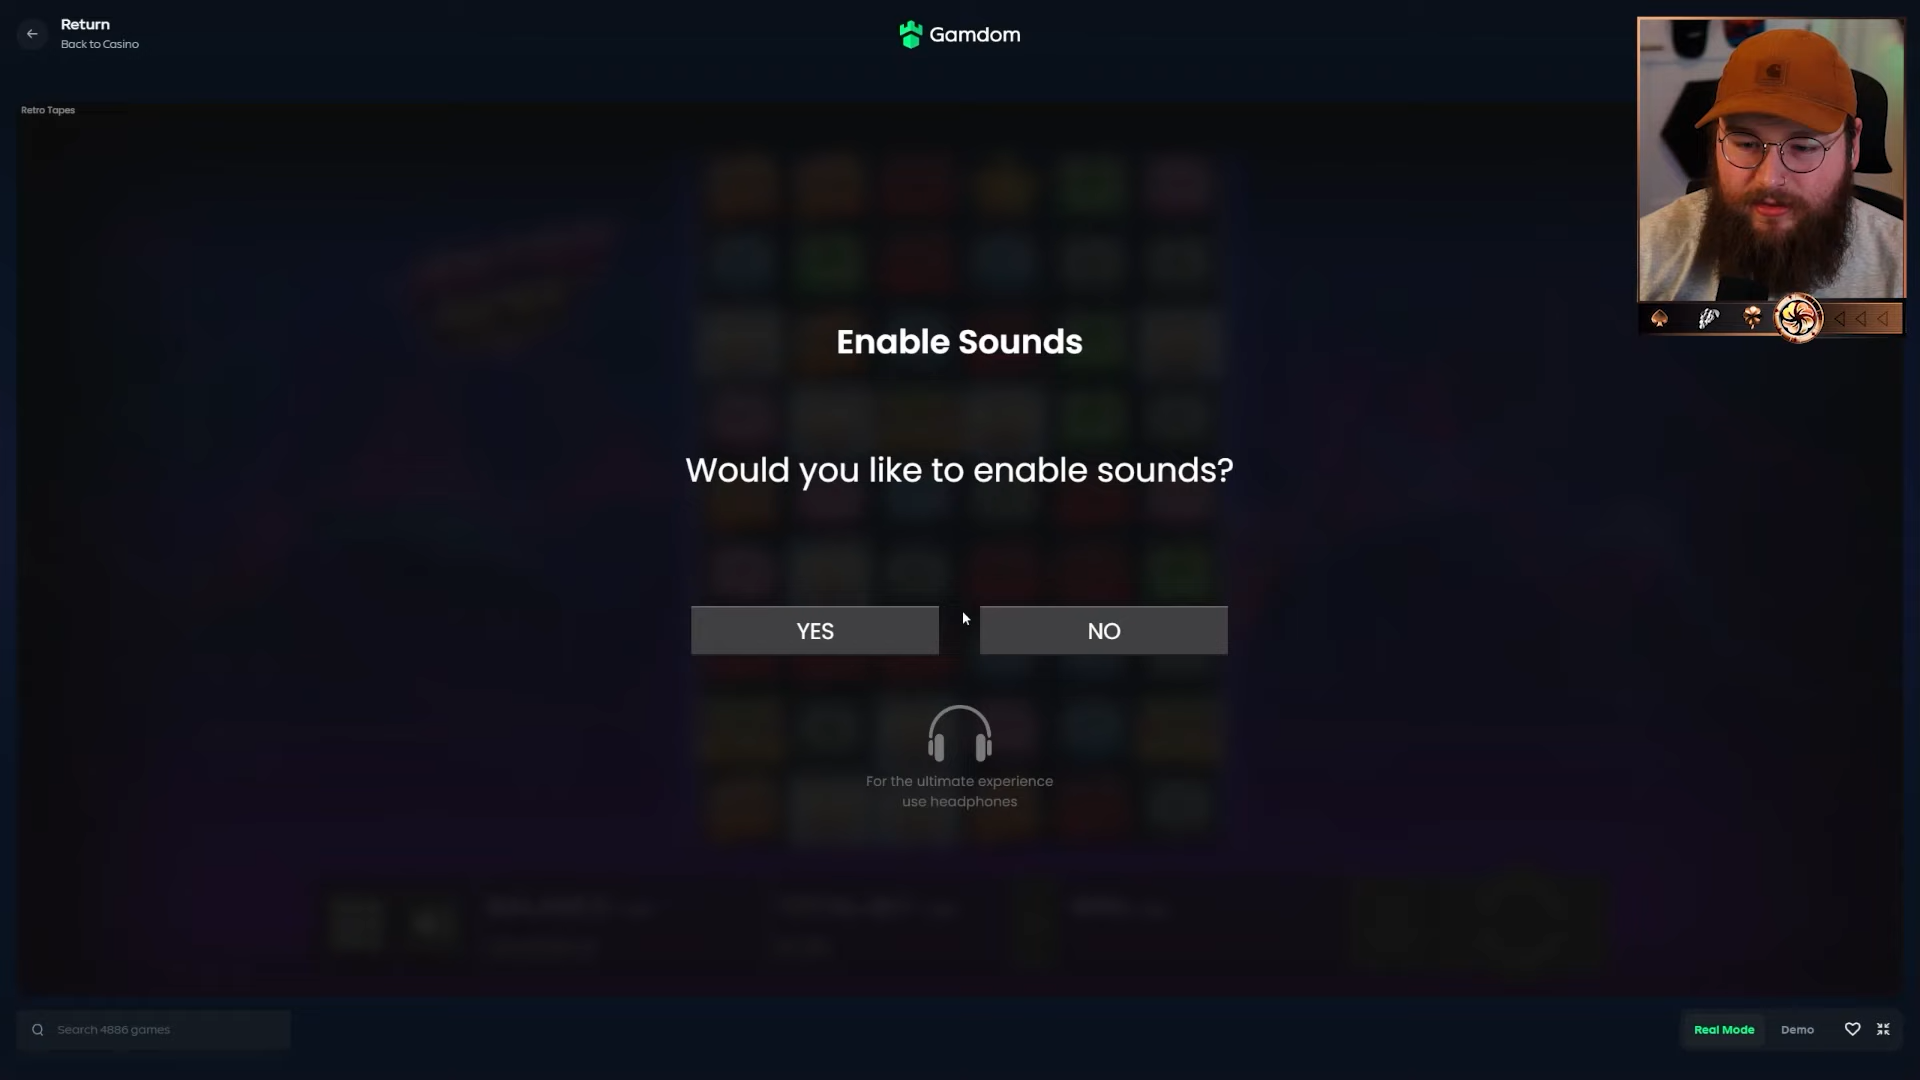 Return
Back to Casino
Gamdom
Retro Tapes
Enable Sounds
Would you like to enable sounds?
YES
NO
For the ultimate experience
use headphones
Search 4886 games
Real Mode
Demo